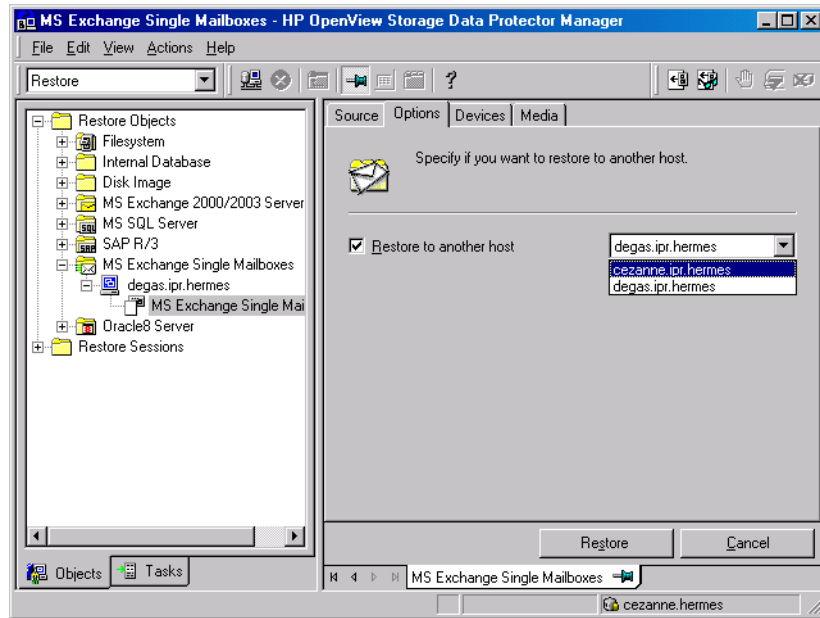 MS Exchange Single Mailboxes - HP OpenView Storage Data Protector Manager
File Edit View Actions Help
Restore
Restore Objects
Filesystem
Internal Database
Disk Image
MS Exchange 2000/2003 Server
MS SQL Server
SAP R/3
MS Exchange Single Mailboxes
degas.ipr.hermes
MS Exchange Single Mai
Oracle8 Server
Restore Sessions
Objects Tasks
Source Options Devices Media
Specify if you want to restore to another host.
Restore to another host degas.ipr.hermes
cezanne.ipr.hermes
degas.ipr.hermes
Restore Cancel
MS Exchange Single Mailboxes
cezanne.hermes